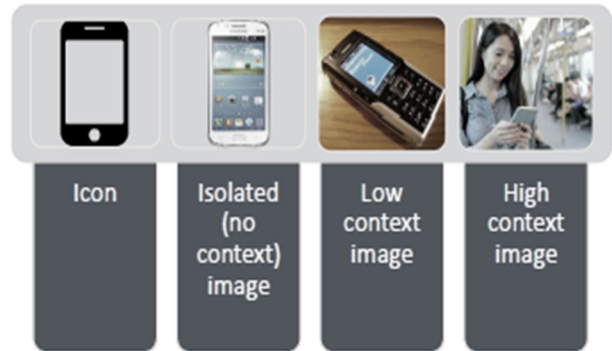 Icon
Isolated
(no
context)
image
Low
context
image
High
context
image